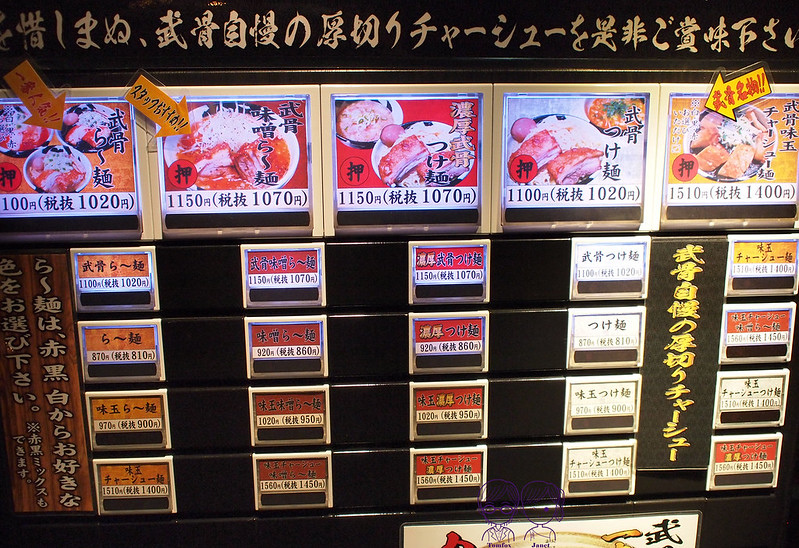 を惜しまぬ、武骨自慢の厚切りチャーシューを是非ご賞味下さい
一番人気!!
スタッフおすすめ!!
武骨名物!!
武骨
ら〜麺
押
100円(税抜 1020円)
武骨
味噌ら〜麺
押
1150円(税抜 1070円)
濃厚武骨
つけ麺
押
1150円(税抜 1070円)
武骨
つけ麺
押
1100円(税抜 1020円)
武骨味玉
チャーシュー麺
押
1510円(税抜 1400円)
ら〜麺は、赤黒白からお好きな
色をお選び下さい。※赤黒ミックスも
できます。
武骨ら〜麺
1100円(税抜 1020円)
武骨味噌ら〜麺
1150円(税抜 1070円)
濃厚武骨つけ麺
1150円(税抜 1070円)
武骨つけ麺
1100円(税抜 1020円)
味玉
チャーシュー麺
1510円(税抜 1400円)
ら〜麺
870円(税抜 810円)
味噌ら〜麺
920円(税抜 860円)
濃厚つけ麺
920円(税抜 860円)
つけ麺
870円(税抜 810円)
味玉チャーシュー
味噌ら〜麺
1560円(税抜 1450円)
味玉ら〜麺
970円(税抜 900円)
味玉味噌ら〜麺
1020円(税抜 950円)
味玉濃厚つけ麺
1020円(税抜 950円)
味玉つけ麺
970円(税抜 900円)
味玉
チャーシューつけ麺
1510円(税抜 1400円)
味玉
チャーシュー麺
1510円(税抜 1400円)
味玉チャーシュー
味噌ら〜麺
1560円(税抜 1450円)
味玉チャーシュー
濃厚つけ麺
1560円(税抜 1450円)
味玉
チャーシューつけ麺
1510円(税抜 1400円)
味玉チャーシュー
濃厚つけ麺
1560円(税抜 1450円)
武骨自慢の厚切りチャーシュー
Tomfox
Janet
武